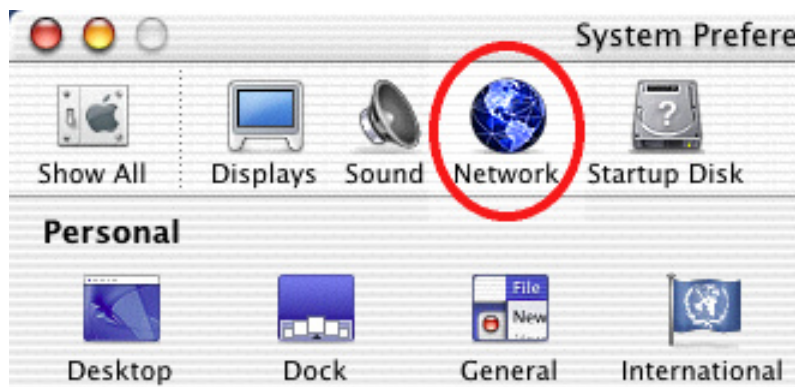 System Prefere
Show All Displays Sound Network Startup Disk
Personal
File
New
Desktop Dock General International